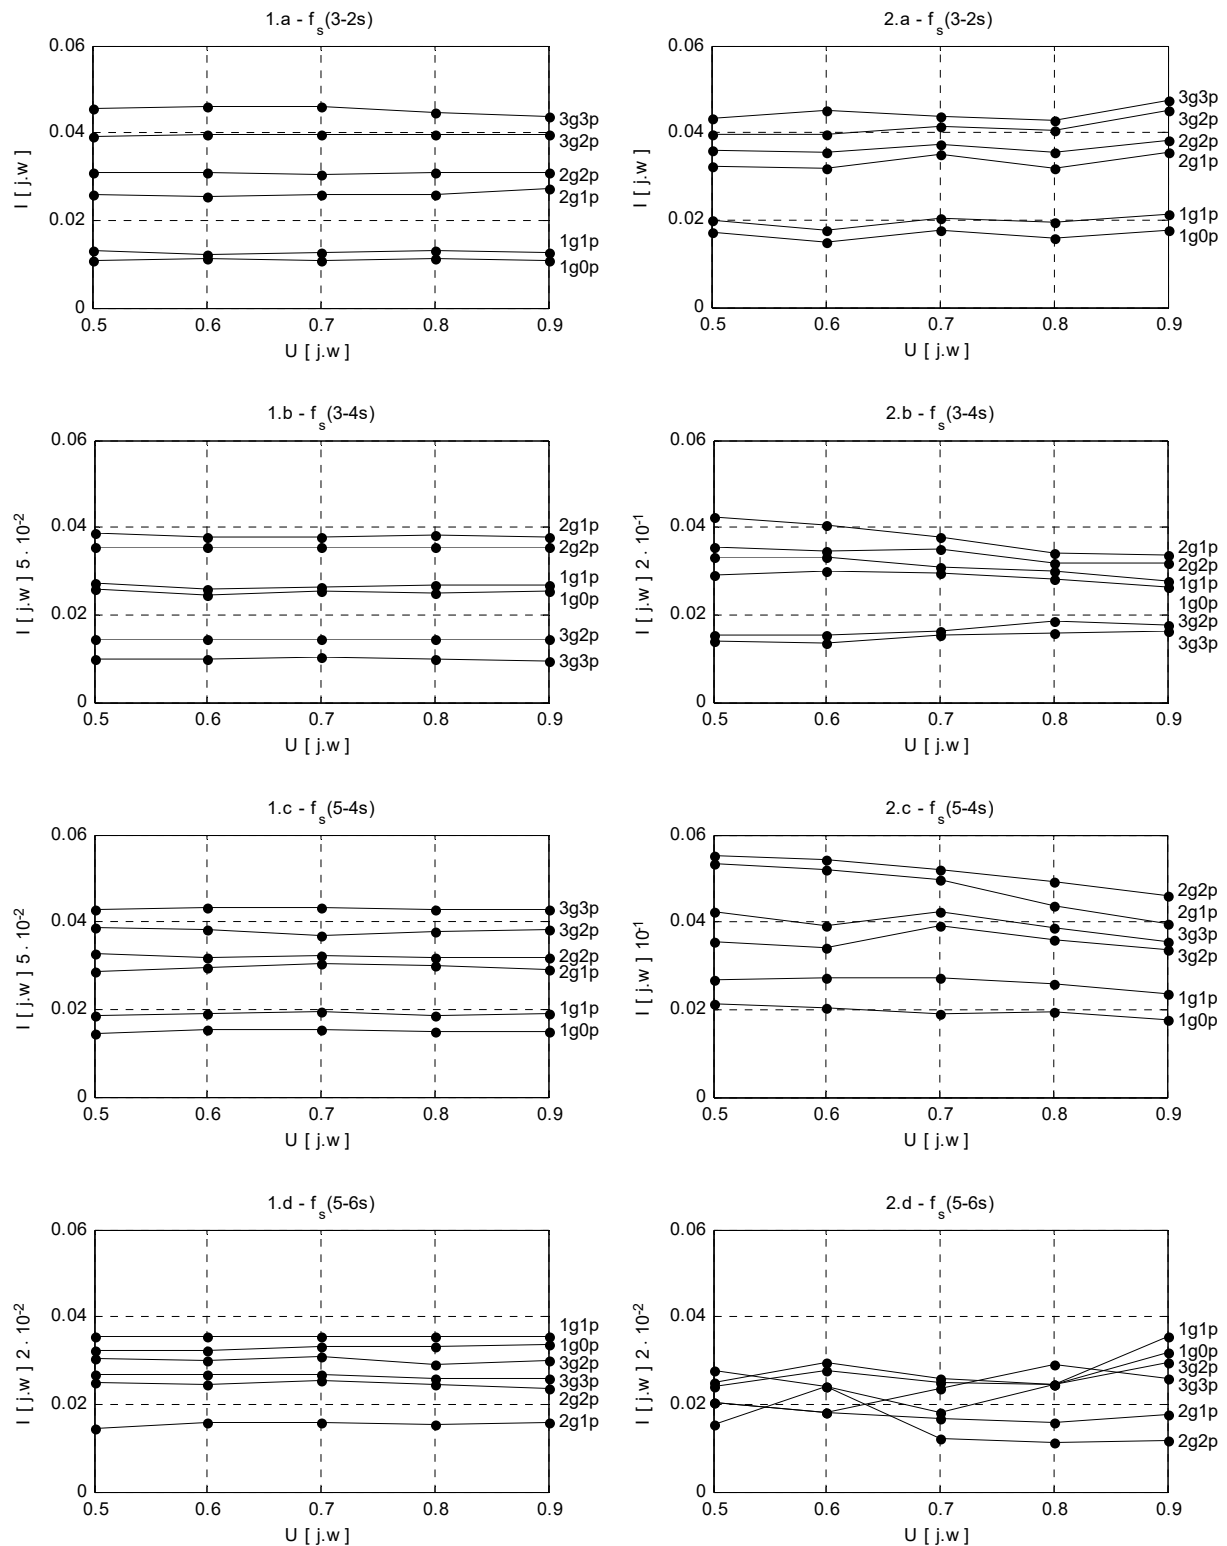 1.a - fs(3-2s)
I [ j.w ]
0.06
0.04
0.02
0
3g3p
3g2p
2g2p
2g1p
1g1p
1g0p
0.5 0.6 0.7 0.8 0.9
U [ j.w ]
2.a - fs(3-2s)
I [ j.w ]
0.06
0.04
0.02
0
3g3p
3g2p
2g2p
2g1p
1g1p
1g0p
0.5 0.6 0.7 0.8 0.9
U [ j.w ]
1.b - fs(3-4s)
I [ j.w ] 5 · 10-2
0.06
0.04
0.02
0
2g1p
2g2p
1g1p
1g0p
3g2p
3g3p
0.5 0.6 0.7 0.8 0.9
U [ j.w ]
2.b - fs(3-4s)
I [ j.w ] 2 · 10-1
0.06
0.04
0.02
0
2g1p
2g2p
1g1p
1g0p
3g2p
3g3p
0.5 0.6 0.7 0.8 0.9
U [ j.w ]
1.c - fs(5-4s)
I [ j.w ] 5 · 10-2
0.06
0.04
0.02
0
3g3p
3g2p
2g2p
2g1p
1g1p
1g0p
0.5 0.6 0.7 0.8 0.9
U [ j.w ]
2.c - fs(5-4s)
I [ j.w ] 10-1
0.06
0.04
0.02
0
2g2p
2g1p
3g3p
3g2p
1g1p
1g0p
0.5 0.6 0.7 0.8 0.9
U [ j.w ]
1.d - fs(5-6s)
I [ j.w ] 2 · 10-2
0.06
0.04
0.02
0
1g1p
1g0p
3g2p
3g3p
2g2p
2g1p
0.5 0.6 0.7 0.8 0.9
U [ j.w ]
2.d - fs(5-6s)
I [ j.w ] 2 · 10-2
0.06
0.04
0.02
0
1g1p
1g0p
3g2p
3g3p
2g1p
2g2p
0.5 0.6 0.7 0.8 0.9
U [ j.w ]